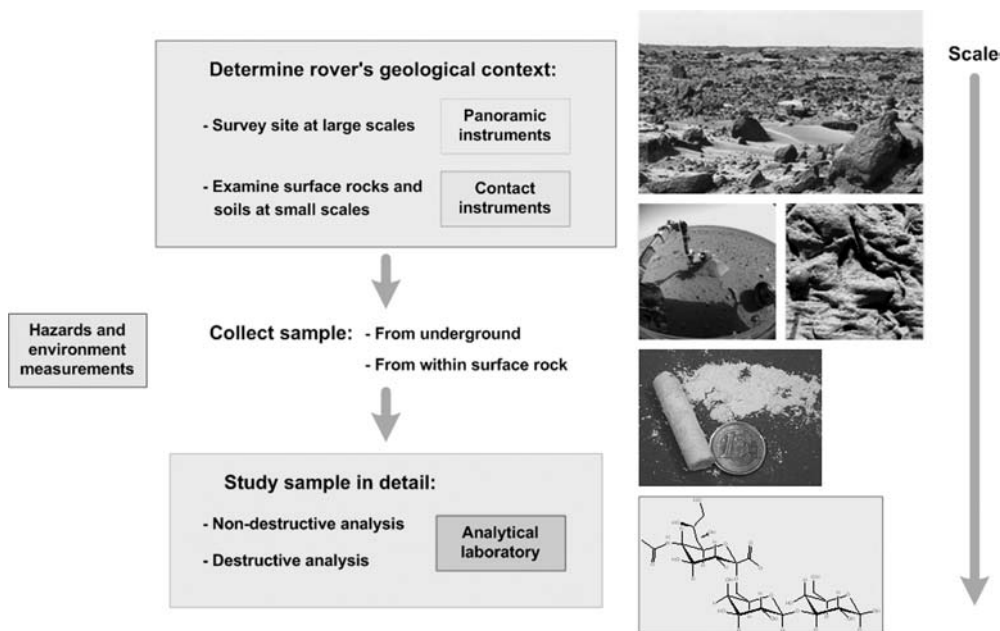 Determine rover's geological context:
- Survey site at large scales
Panoramic
instruments
- Examine surface rocks and
soils at small scales
Contact
instruments
Scale
Hazards and
environment
measurements
Collect sample:
- From underground
- From within surface rock
Study sample in detail:
- Non-destructive analysis
- Destructive analysis
Analytical
laboratory